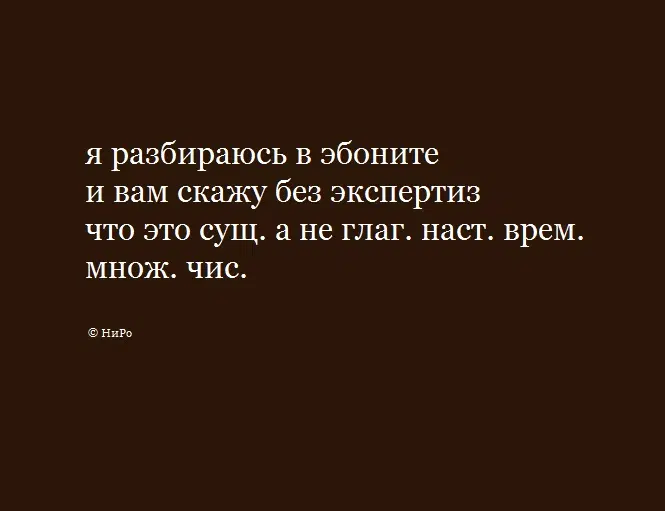 я разбираюсь в эбоните
и вам скажу без экспертиз
что это сущ. а не глаг. наст. врем.
множ. чис.
© НиРо